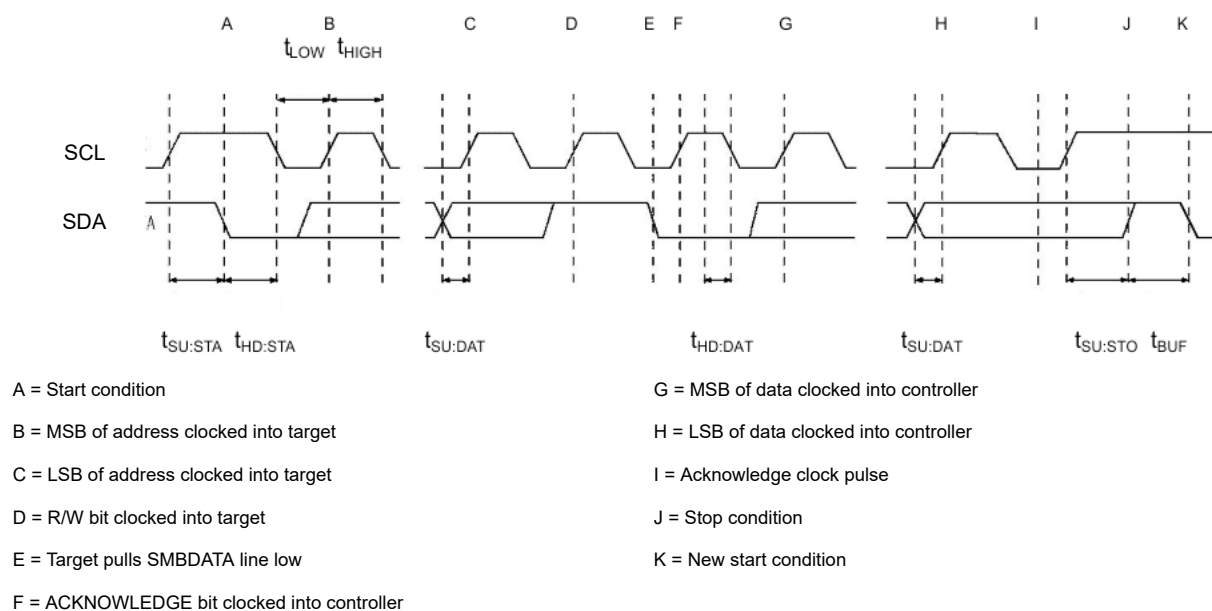 A B C D E F G H I J K
tLOW tHIGH
SCL
SDA
tSU:STA tHD:STA tSU:DAT tHD:DAT tSU:DAT tSU:STO tBUF
A = Start condition
B = MSB of address clocked into target
C = LSB of address clocked into target
D = R/W bit clocked into target
E = Target pulls SMBDATA line low
F = ACKNOWLEDGE bit clocked into controller
G = MSB of data clocked into controller
H = LSB of data clocked into controller
I = Acknowledge clock pulse
J = Stop condition
K = New start condition